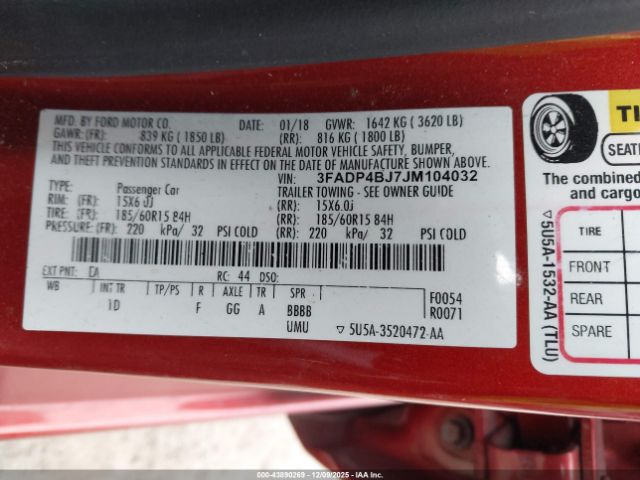 MFD. BY FORD MOTOR CO. DATE: 01/18 GVWR: 1642 KG ( 3620 LB)
GAWR: (FR): 839 KG ( 1850 LB) (RR): 816 KG ( 1800 LB)
THIS VEHICLE CONFORMS TO ALL APPLICABLE FEDERAL MOTOR VEHICLE SAFETY, BUMPER,
AND THEFT PREVENTION STANDARDS IN EFFECT ON THE DATE OF MANUFACTURE SHOWN ABOVE.
VIN: 3FADP4BJ7JM104032
TYPE: Passenger Car TRAILER TOWING - SEE OWNER GUIDE
RIM: (FR): 15X6.0J (RR): 15X6.0J
TIRE: (FR): 185/60R15 84H (RR): 185/60R15 84H
PRESSURE: (FR): 220 kPa/ 32 PSI COLD (RR): 220 kPa/ 32 PSI COLD
EXT PNT: RC: 44 DSO:
WB INT TR TP/PS R AXLE TR SPR
1D F GG A BBBB
UMU
F0054
R0071
▽ 5U5A-3520472-AA
TI
SEATI
The combined
and cargo
TIRE
FRONT
REAR
SPARE
▽5U5A-1532-AA (TLU)
000-43890269 - 12/09/2025 - IAAI.CA